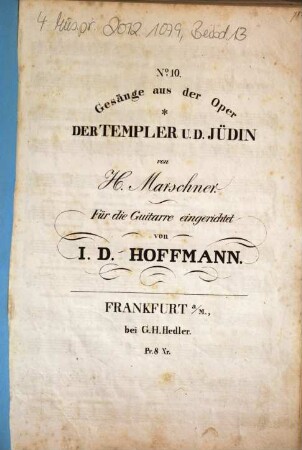 4 Mus.pr. 2012 1079, Beibd 13
No. 10.
Gesänge aus der Oper
*
DER TEMPLER U. D. JÜDIN
von
H. Marschner.
Für die Guitarre eingerichtet
von
I. D. HOFFMANN.
FRANKFURT a/M.,
bei G. H. Hedler.
Pr. 8 Xr.